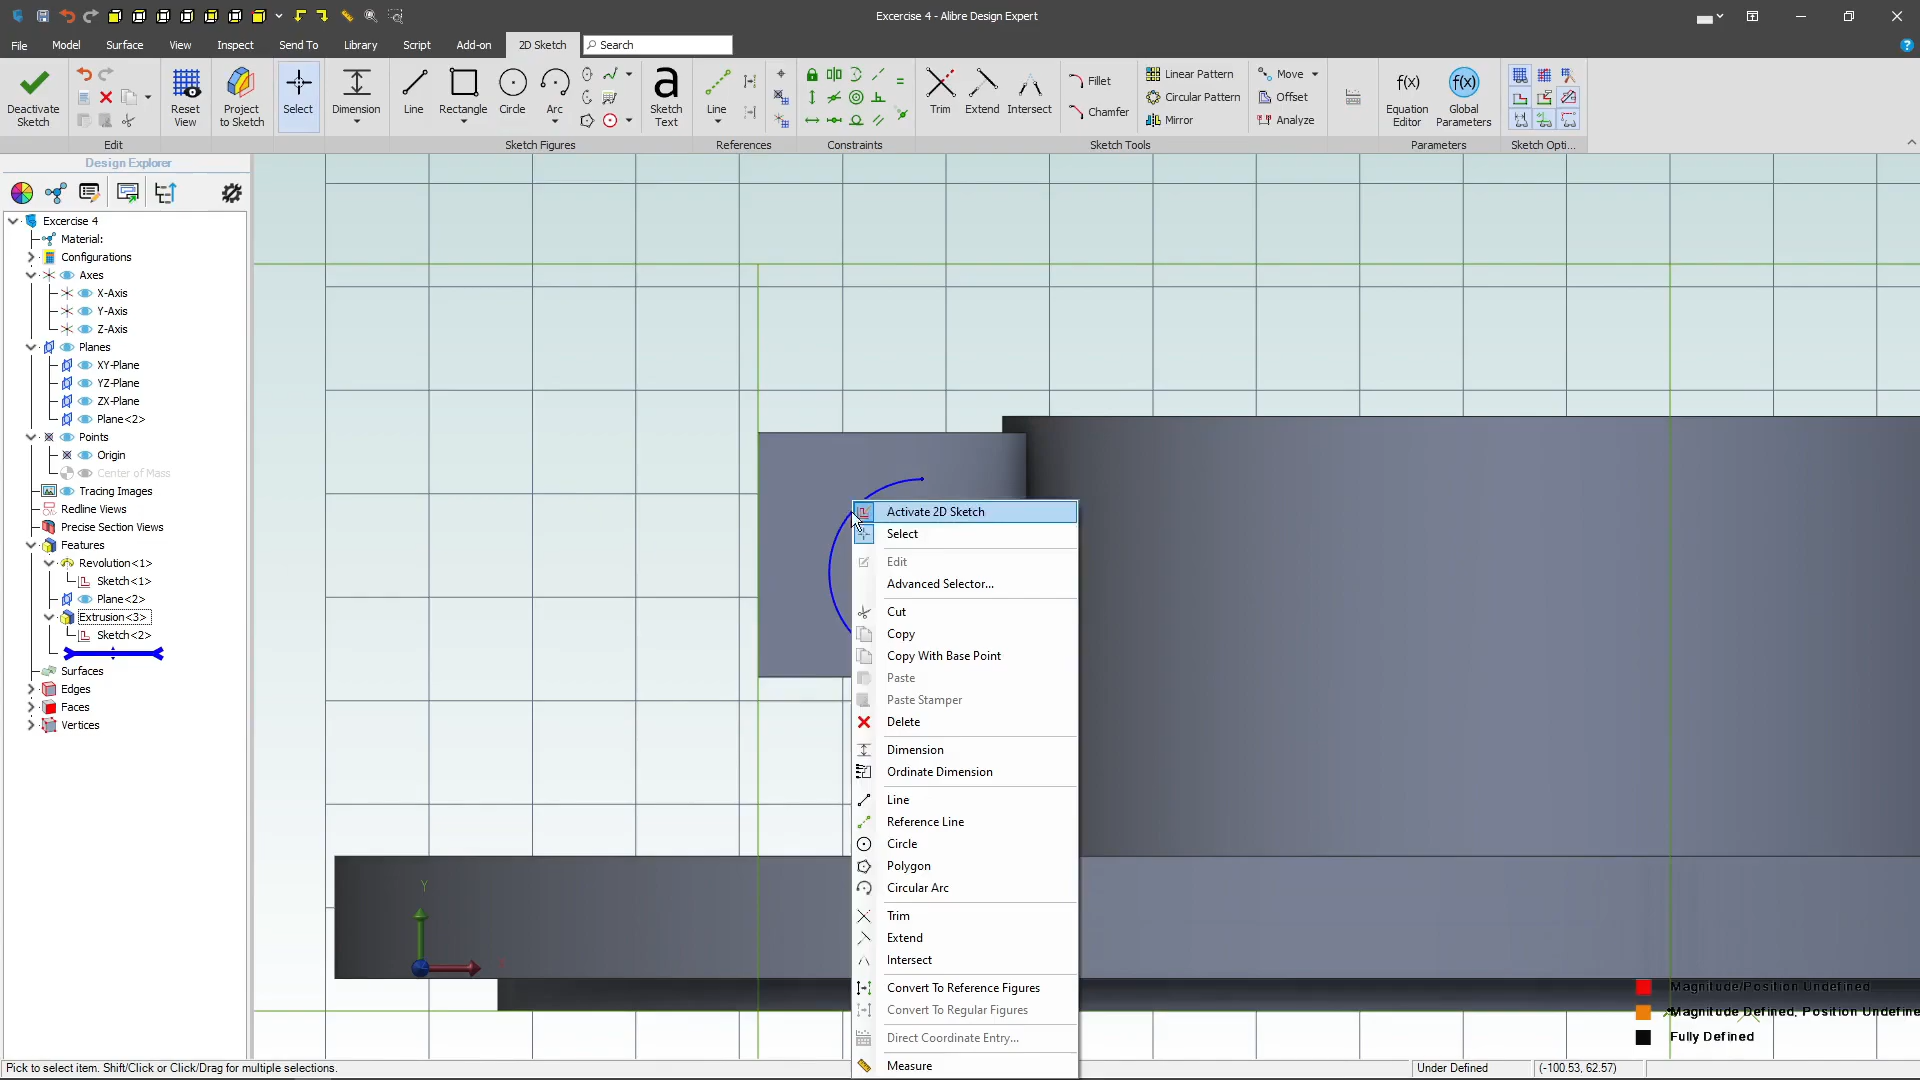 Excercise 4 - Alibre Design Expert
File
Model
Surface
View
Inspect
Send To
Library
Script
Add-on
2D Sketch
Search
Deactivate Sketch
Edit
Reset View
Project to Sketch
Select
Dimension
Line
Rectangle
Circle
Arc
Sketch Text
Sketch Figures
Line
References
Constraints
Trim
Extend
Intersect
Fillet
Chamfer
Linear Pattern
Circular Pattern
Mirror
Move
Offset
Analyze
Sketch Tools
Equation Editor
Global Parameters
Parameters
Sketch Opti...
Design Explorer
Excercise 4
Material:
Configurations
Axes
X-Axis
Y-Axis
Z-Axis
Planes
XY-Plane
YZ-Plane
ZX-Plane
Plane<2>
Points
Origin
Center of Mass
Tracing Images
Redline Views
Precise Section Views
Features
Revolution<1>
Sketch<1>
Plane<2>
Extrusion<3>
Sketch<2>
Surfaces
Edges
Faces
Vertices
Activate 2D Sketch
Select
Edit
Advanced Selector...
Cut
Copy
Copy With Base Point
Paste
Paste Stamper
Delete
Dimension
Ordinate Dimension
Line
Reference Line
Circle
Polygon
Circular Arc
Trim
Extend
Intersect
Convert To Reference Figures
Convert To Regular Figures
Direct Coordinate Entry...
Measure
Y
Magnitude/Position Undefined
Magnitude Defined, Position Undefine
Fully Defined
Pick to select item. Shift/Click or Click/Drag for multiple selections.
Under Defined
(-100.53, 62.57)